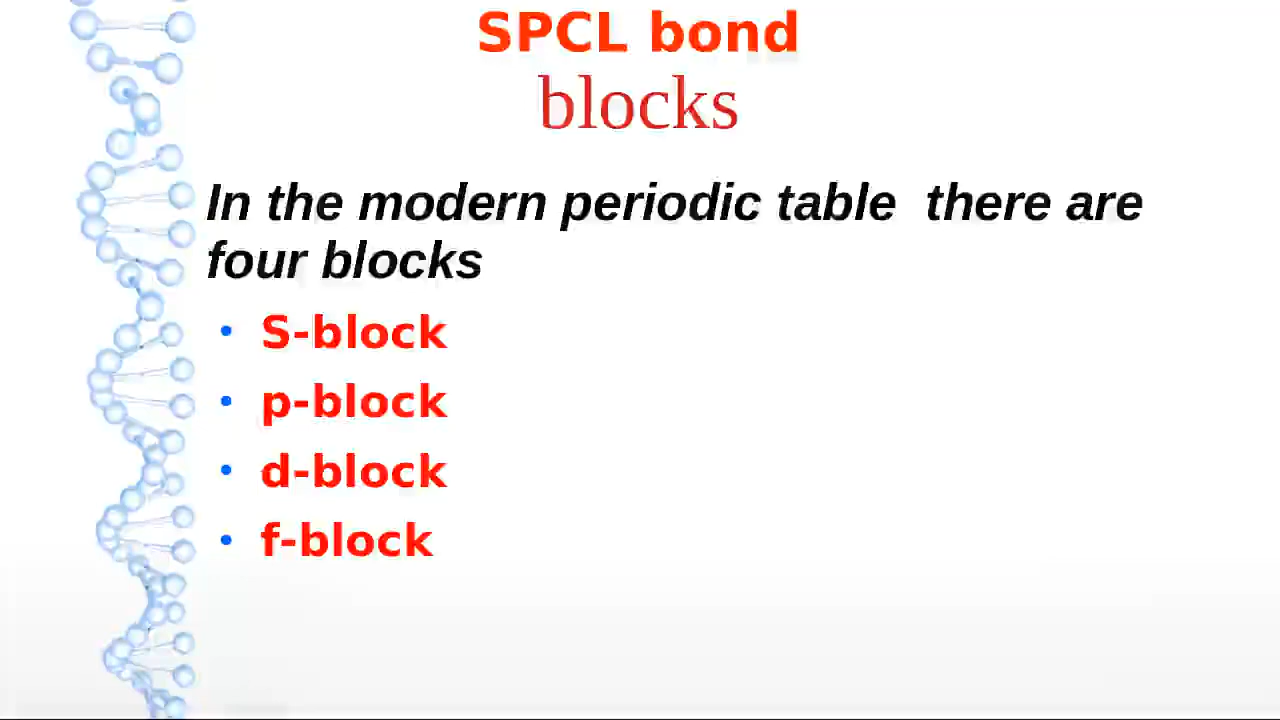 SPCL bond
blocks
In the modern periodic table  there are
four blocks
• S-block
• p-block
• d-block
• f-block